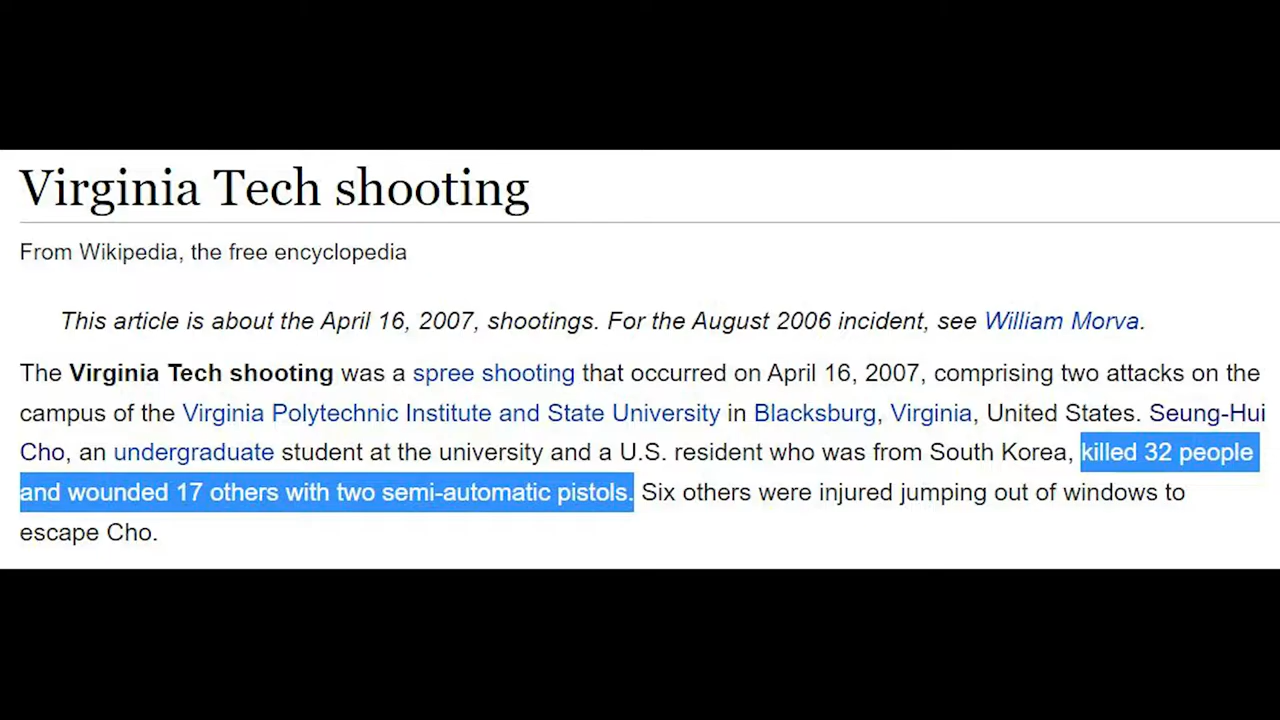 Virginia Tech shooting
From Wikipedia, the free encyclopedia
This article is about the April 16, 2007, shootings. For the August 2006 incident, see William Morva.
The Virginia Tech shooting was a spree shooting that occurred on April 16, 2007, comprising two attacks on the
campus of the Virginia Polytechnic Institute and State University in Blacksburg, Virginia, United States. Seung-Hui
Cho, an undergraduate student at the university and a U.S. resident who was from South Korea, killed 32 people
and wounded 17 others with two semi-automatic pistols. Six others were injured jumping out of windows to
escape Cho.